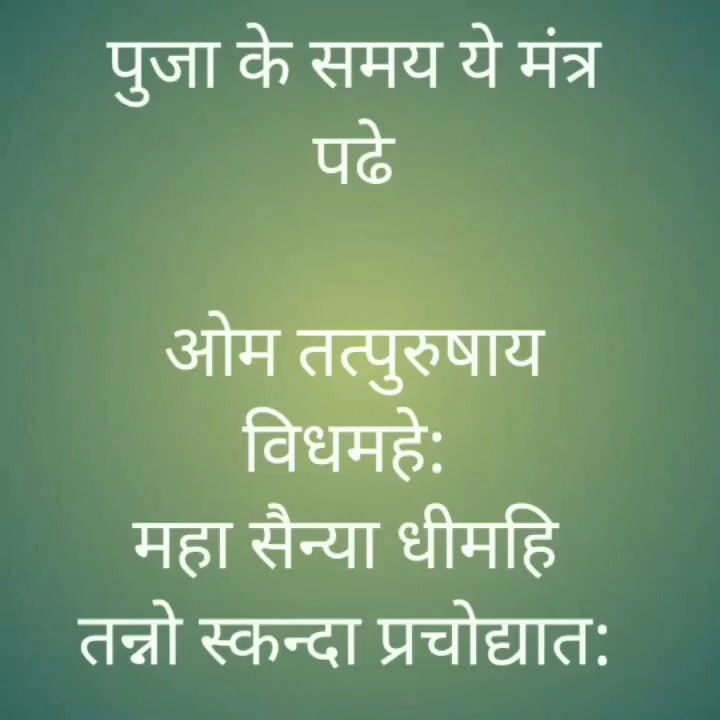 पुजा के समय ये मंत्र
पढे
ओम तत्पुरुषाय
विधमहे:
महा सैन्या धीमहि
तन्नो स्कन्दा प्रचोद्यात: